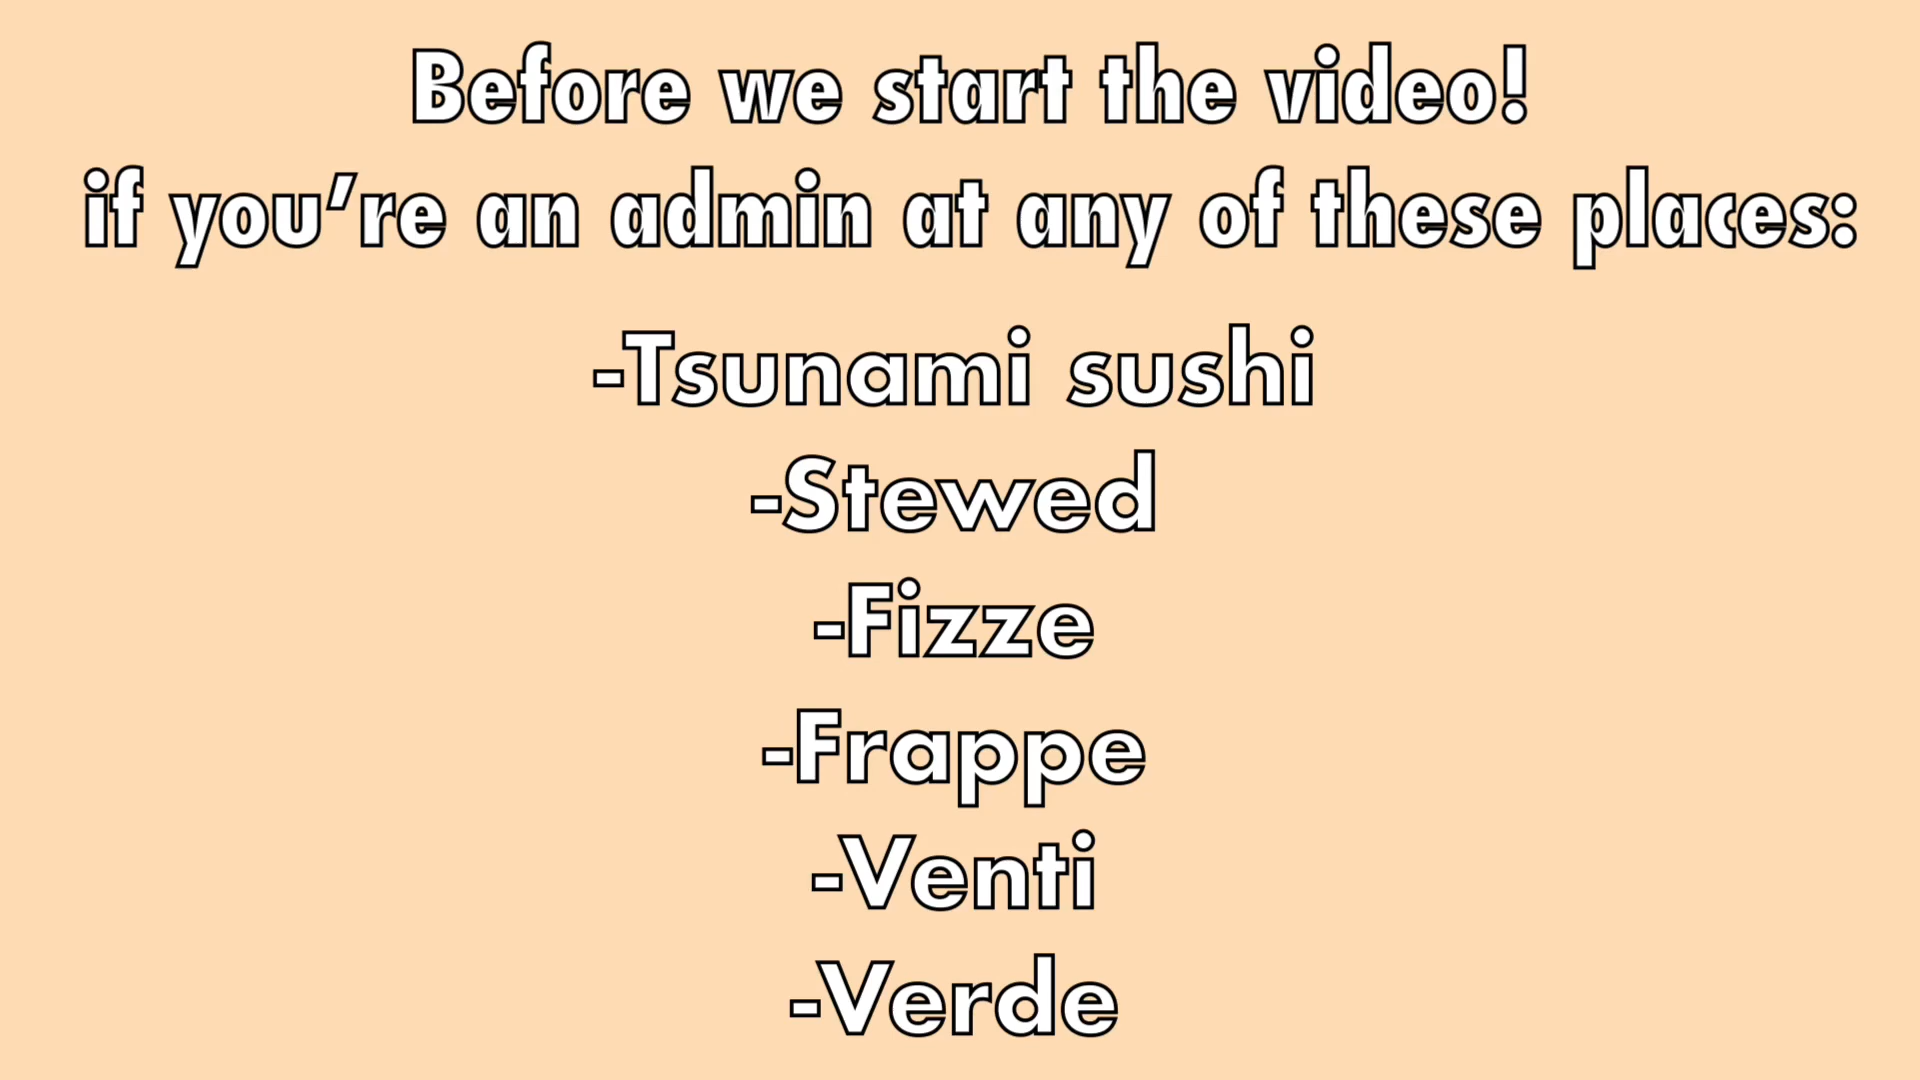 Before we start the video!
if you’re an admin at any of these places:
-Tsunami sushi
-Stewed
-Fizze
-Frappe
-Venti
-Verde